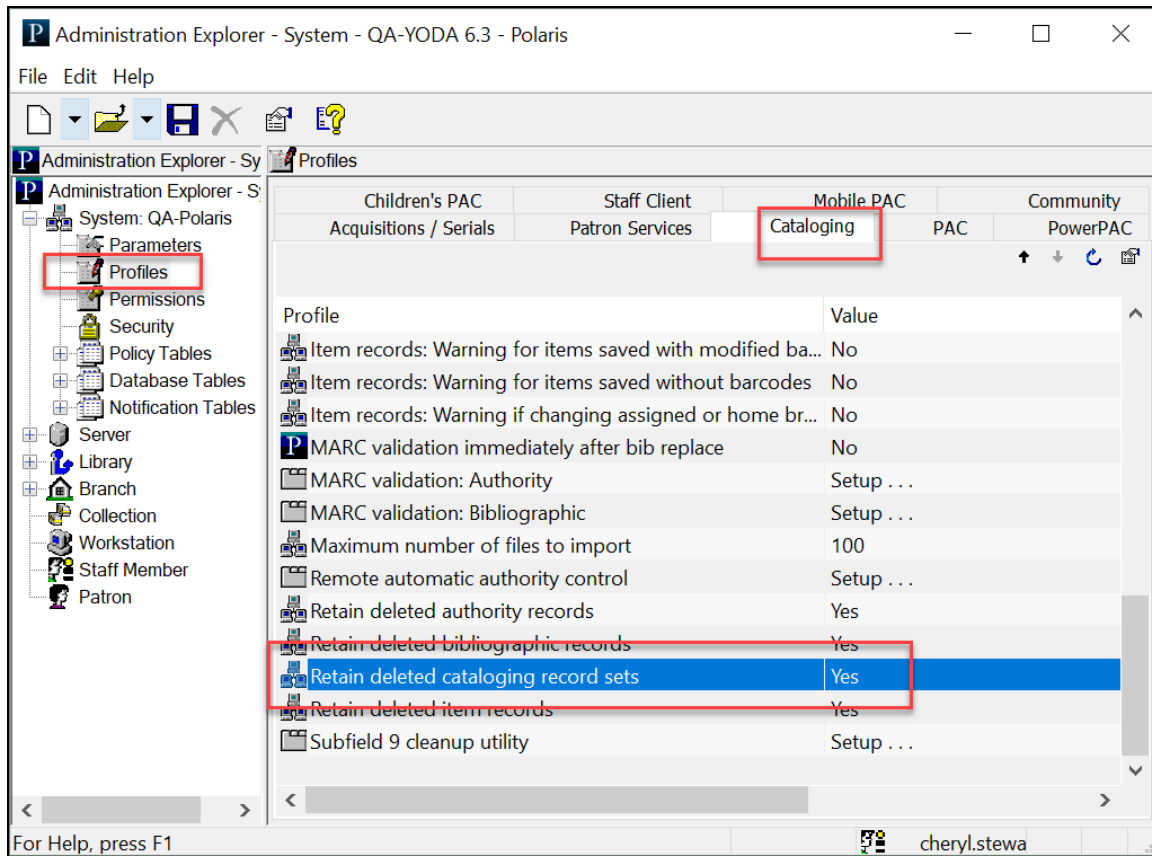 Administration Explorer - System - QA-YODA 6.3 - Polaris
File Edit Help
Administration Explorer - Sy
Profiles
Administration Explorer - S
System: QA-Polaris
Parameters
Profiles
Permissions
Security
Policy Tables
Database Tables
Notification Tables
Server
Library
Branch
Collection
Workstation
Staff Member
Patron
Children's PAC Staff Client Mobile PAC Community
Acquisitions / Serials Patron Services Cataloging PAC PowerPAC
Profile Value
Item records: Warning for items saved with modified ba... No
Item records: Warning for items saved without barcodes No
Item records: Warning if changing assigned or home br... No
MARC validation immediately after bib replace No
MARC validation: Authority Setup . . .
MARC validation: Bibliographic Setup . . .
Maximum number of files to import 100
Remote automatic authority control Setup . . .
Retain deleted authority records Yes
Retain deleted bibliographic records Yes
Retain deleted cataloging record sets Yes
Retain deleted item records Yes
Subfield 9 cleanup utility Setup . . .
For Help, press F1
cheryl.stewa